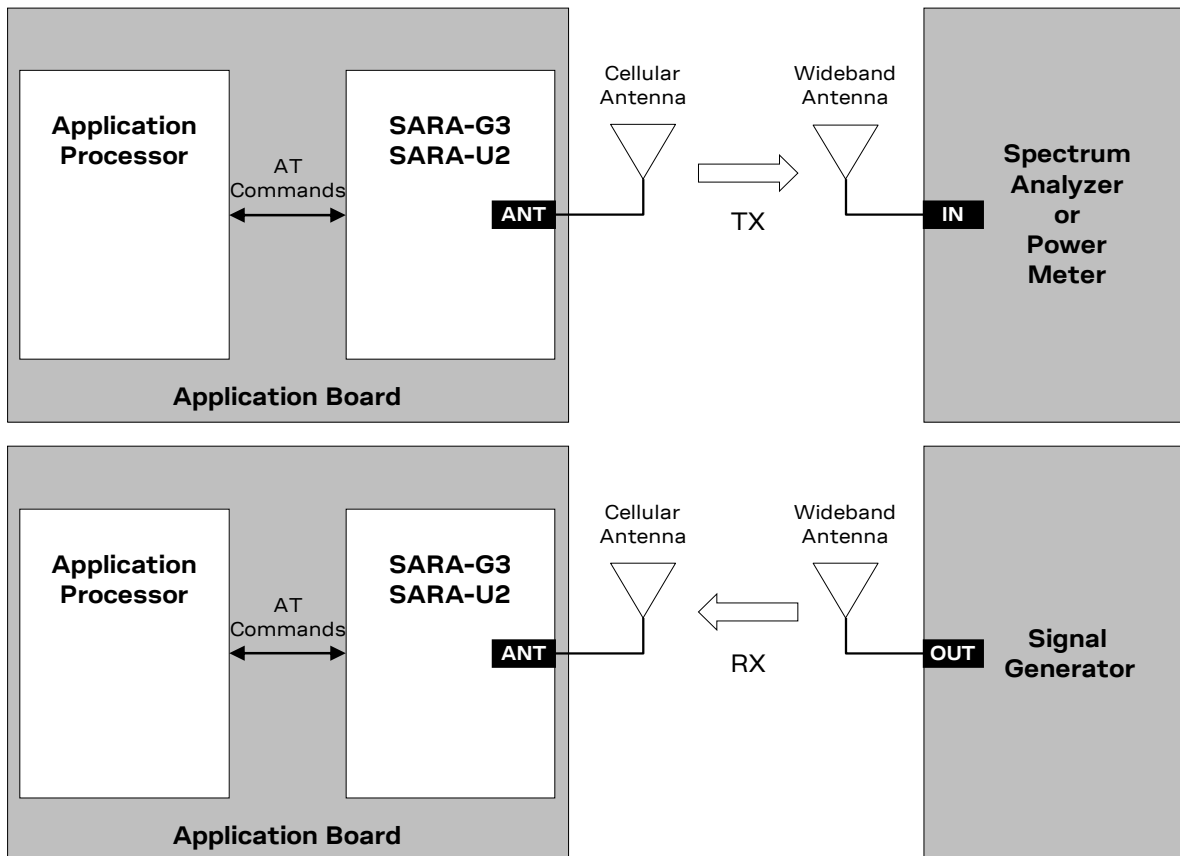 Application
Processor
AT
Commands
SARA-G3
SARA-U2
ANT
Application Board
Cellular
Antenna
TX
Wideband
Antenna
IN
Spectrum
Analyzer
or
Power
Meter
Application
Processor
AT
Commands
SARA-G3
SARA-U2
ANT
Application Board
Cellular
Antenna
RX
Wideband
Antenna
OUT
Signal
Generator